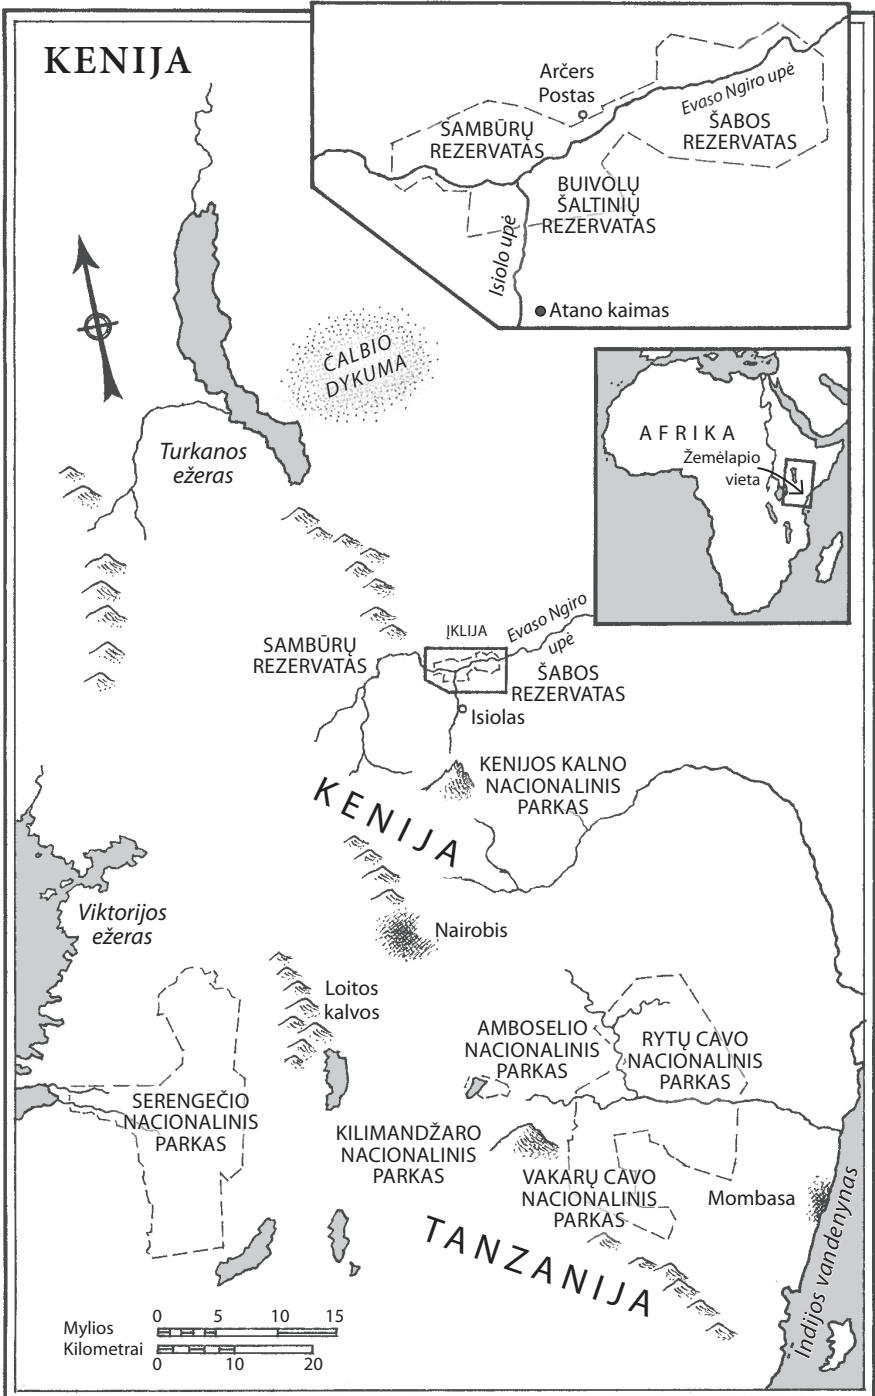 KENIJA
Arčers
Postas
Evaso Ngiro upė
SAMBŪRŲ
REZERVATAS
ŠABOS
REZERVATAS
BUIVOLŲ
ŠALTINIŲ
REZERVATAS
Isiolo upė
Atano kaimas
ČALBIO
DYKUMA
AFRIKA
Žemėlapio
vieta
Turkanos
ežeras
ĮKLIJA
Evaso Ngiro
upė
SAMBŪRŲ
REZERVATAS
ŠABOS
REZERVATAS
Isiolas
KENIJOS KALNO
NACIONALINIS
PARKAS
KENIJA
Viktorijos
ežeras
Nairobis
Loitos
kalvos
AMBOSELIO
NACIONALINIS
PARKAS
RYTŲ CAVO
NACIONALINIS
PARKAS
SERENGEČIO
NACIONALINIS
PARKAS
KILIMANDŽARO
NACIONALINIS
PARKAS
VAKARŲ CAVO
NACIONALINIS
PARKAS
Mombasa
TANZANIJA
Indijos vandenynas
Mylios 0 5 10 15
Kilometrai 0 10 20